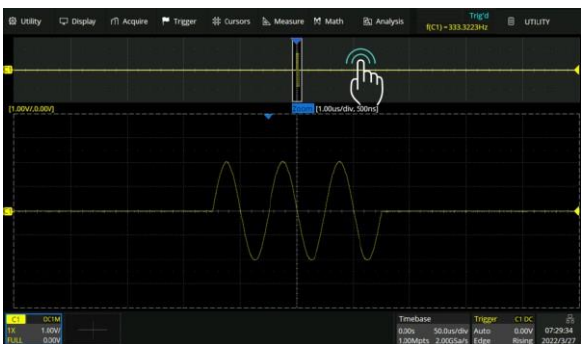 Utility Display Acquire Trigger Cursors Measure Math Analysis Trig'd UTILITY
f(C1) = 333.3223Hz
C1
[1.00V/,0.00V] [1.00us/div, 500ns]
C1
C1 DC1M Timebase Trigger C1 DC
1X 1.00V/ 0.00s 50.0us/div Auto 0.00V 07:29:34
FULL 0.00V 1.00Mpts 2.00GSa/s Edge Rising 2022/3/27